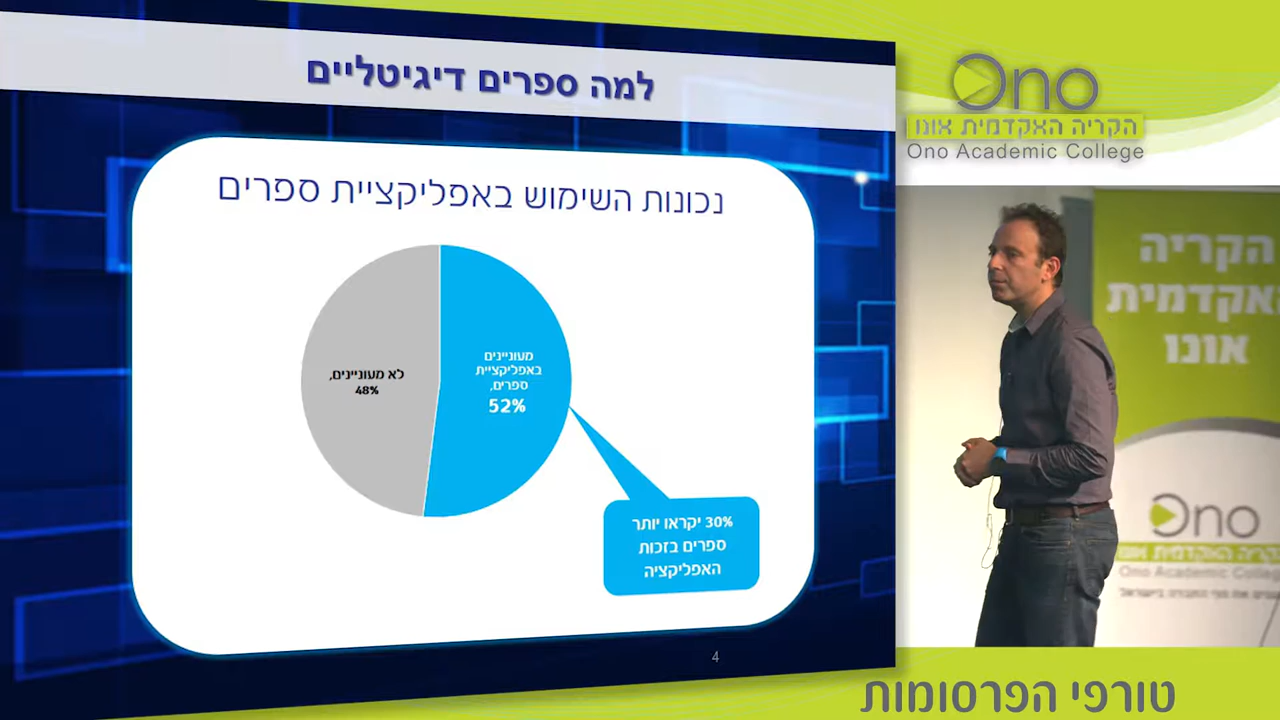 למה ספרים דיגיטליים
נכונות השימוש באפליקציית ספרים
מעוניינים
באפליקציית
ספרים,
52%
לא מעוניינים,
48%
30% יקראו יותר
ספרים בזכות
האפליקציה
4
Ono
הקריה האקדמית אונו
Ono Academic College
הקריה
אקדמית
אונו
Ono
הקריה האקדמית אונו
Ono Academic College
טורפי הפרסומות